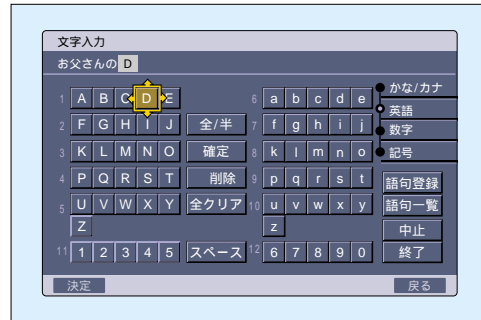 文字入力
お父さんの D
1 A B C D E 6 a b c d e かな/カナ
英語
2 F G H I J 全/半 7 f g h i j 数字
3 K L M N O 確定 8 k l m n o 記号
4 P Q R S T 削除 9 p q r s t 語句登録
5 U V W X Y 全クリア 10 u v w x y 語句一覧
Z z 中止
11 1 2 3 4 5 スペース 12 6 7 8 9 0 終了
決定 戻る